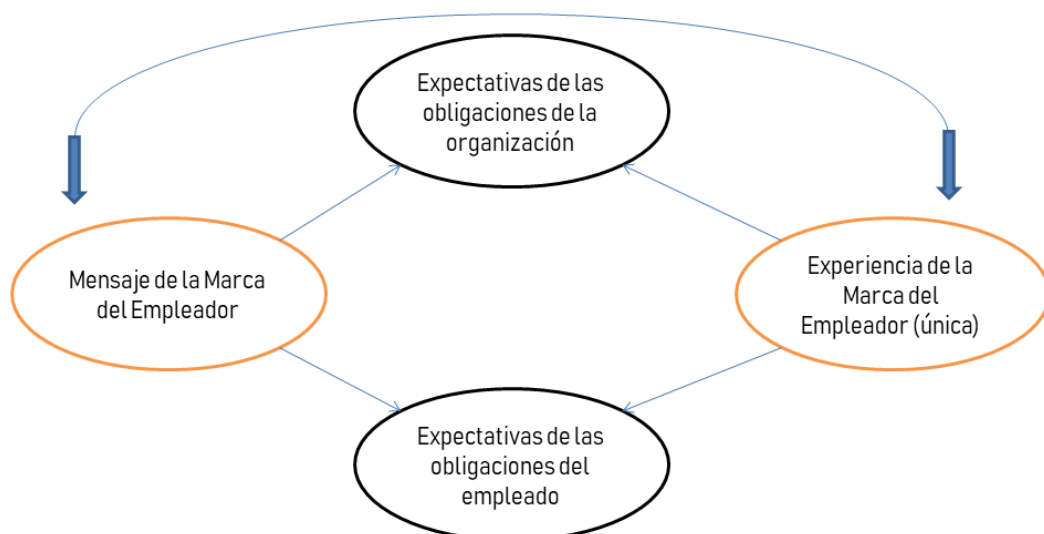 Expectativas de las
obligaciones de la
organización
Mensaje de la Marca
del Empleador
Experiencia de la
Marca del
Empleador (única)
Expectativas de las
obligaciones del
empleado